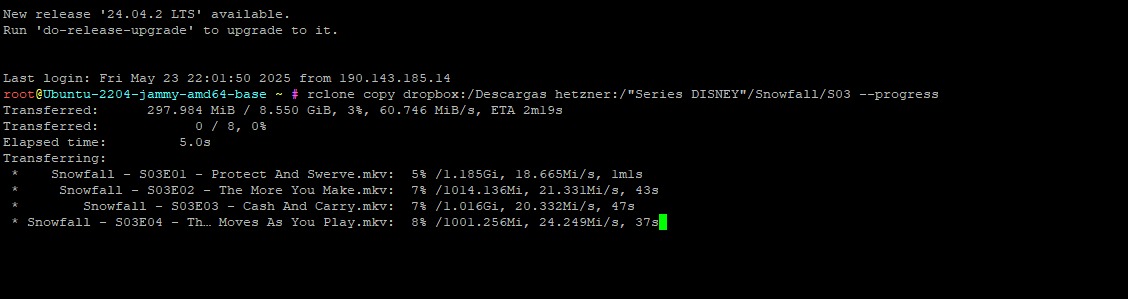 New release '24.04.2 LTS' available.
Run 'do-release-upgrade' to upgrade to it.
Last login: Fri May 23 22:01:50 2025 from 190.143.185.14
root@Ubuntu-2204-jammy-amd64-base ~ # rclone copy dropbox:/Descargas hetzner:/"Series DISNEY"/Snowfall/S03 --progress
Transferred:      297.984 MiB / 8.550 GiB, 3%, 60.746 MiB/s, ETA 2m19s
Transferred:            0 / 8, 0%
Elapsed time:         5.0s
Transferring:
 *    Snowfall - S03E01 - Protect And Swerve.mkv:  5% /1.185Gi, 18.665Mi/s, 1m1s
 *     Snowfall - S03E02 - The More You Make.mkv:  7% /1014.136Mi, 21.331Mi/s, 43s
 *        Snowfall - S03E03 - Cash And Carry.mkv:  7% /1.016Gi, 20.332Mi/s, 47s
 * Snowfall - S03E04 - Th… Moves As You Play.mkv:  8% /1001.256Mi, 24.249Mi/s, 37s